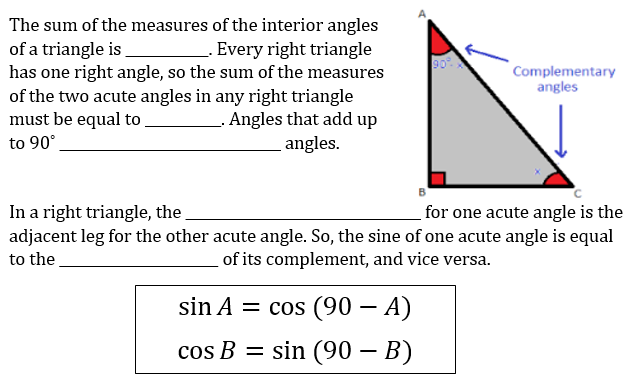 The sum of the measures of the interior angles
of a triangle is __________. Every right triangle
has one right angle, so the sum of the measures
of the two acute angles in any right triangle
must be equal to _________. Angles that add up
to 90° ___________________________ angles.
A
90°- x
Complementary
angles
x
B
C
In a right triangle, the _____________________________ for one acute angle is the
adjacent leg for the other acute angle. So, the sine of one acute angle is equal
to the ___________________ of its complement, and vice versa.
sin A = cos (90 − A)
cos B = sin (90 − B)